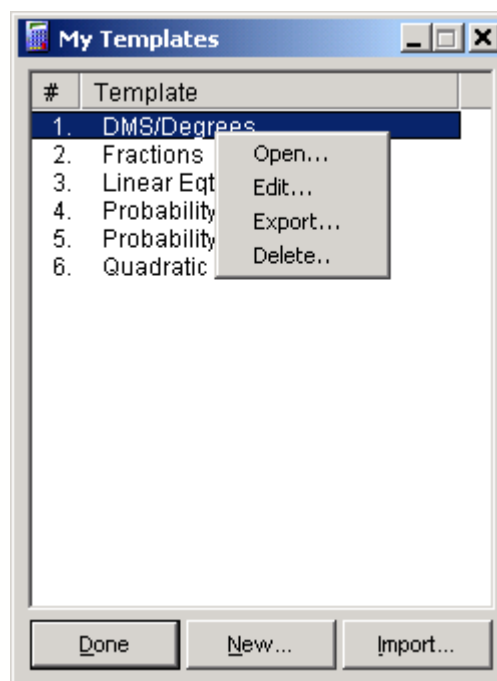 My Templates
# Template
1. DMS/Degrees
2. Fractions
3. Linear Eqt
4. Probability
5. Probability
6. Quadratic
Open...
Edit...
Export...
Delete..
Done New... Import...